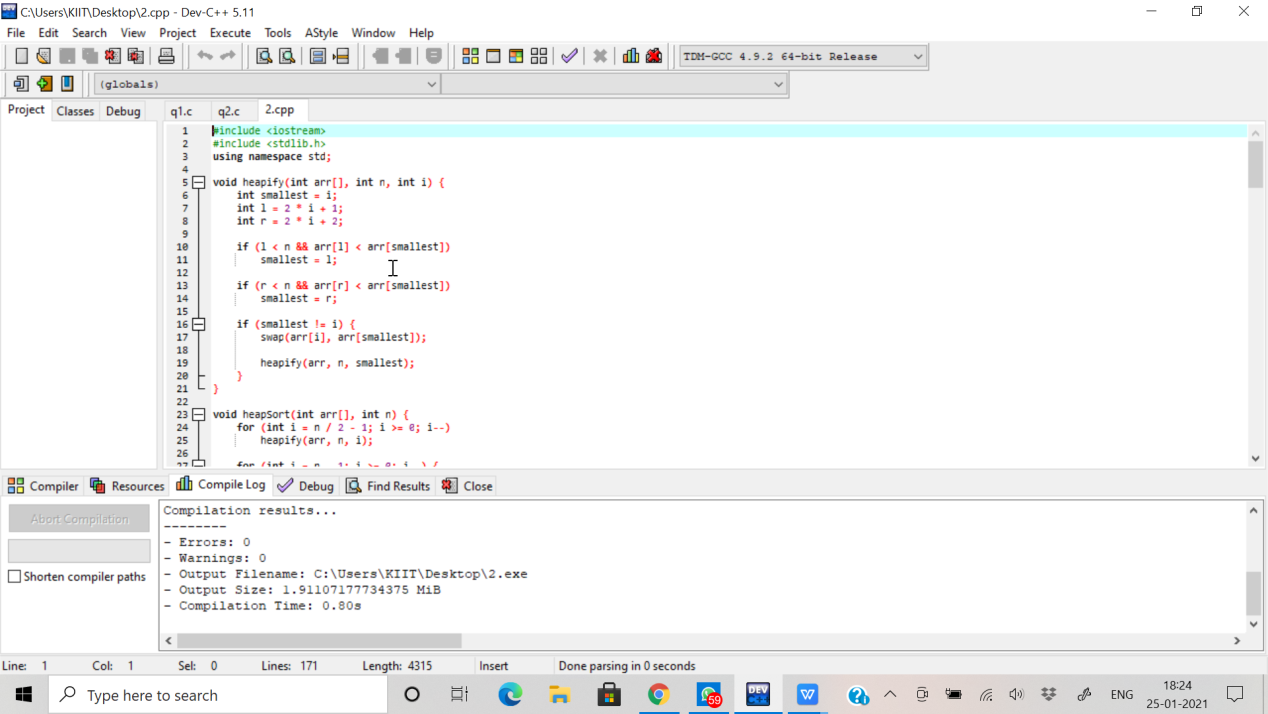 C:\Users\KIIT\Desktop\2.cpp - Dev-C++ 5.11
File Edit Search View Project Execute Tools AStyle Window Help
TDM-GCC 4.9.2 64-bit Release
(globals)
Project Classes Debug q1.c q2.c 2.cpp
1 #include <iostream>
2 #include <stdlib.h>
3 using namespace std;
4
5 void heapify(int arr[], int n, int i) {
6 int smallest = i;
7 int l = 2 * i + 1;
8 int r = 2 * i + 2;
9
10 if (l < n && arr[l] < arr[smallest])
11 smallest = l;
12
13 if (r < n && arr[r] < arr[smallest])
14 smallest = r;
15
16 if (smallest != i) {
17 swap(arr[i], arr[smallest]);
18
19 heapify(arr, n, smallest);
20 }
21 }
22
23 void heapSort(int arr[], int n) {
24 for (int i = n / 2 - 1; i >= 0; i--)
25 heapify(arr, n, i);
26
27 for (int i = n - 1; i >= 0; i--) {
Compiler Resources Compile Log Debug Find Results Close
Abort Compilation
Shorten compiler paths
Compilation results...
--------
- Errors: 0
- Warnings: 0
- Output Filename: C:\Users\KIIT\Desktop\2.exe
- Output Size: 1.91107177734375 MiB
- Compilation Time: 0.80s
Line: 1 Col: 1 Sel: 0 Lines: 171 Length: 4315 Insert Done parsing in 0 seconds
Type here to search
59
DEV
W
ENG
18:24
25-01-2021